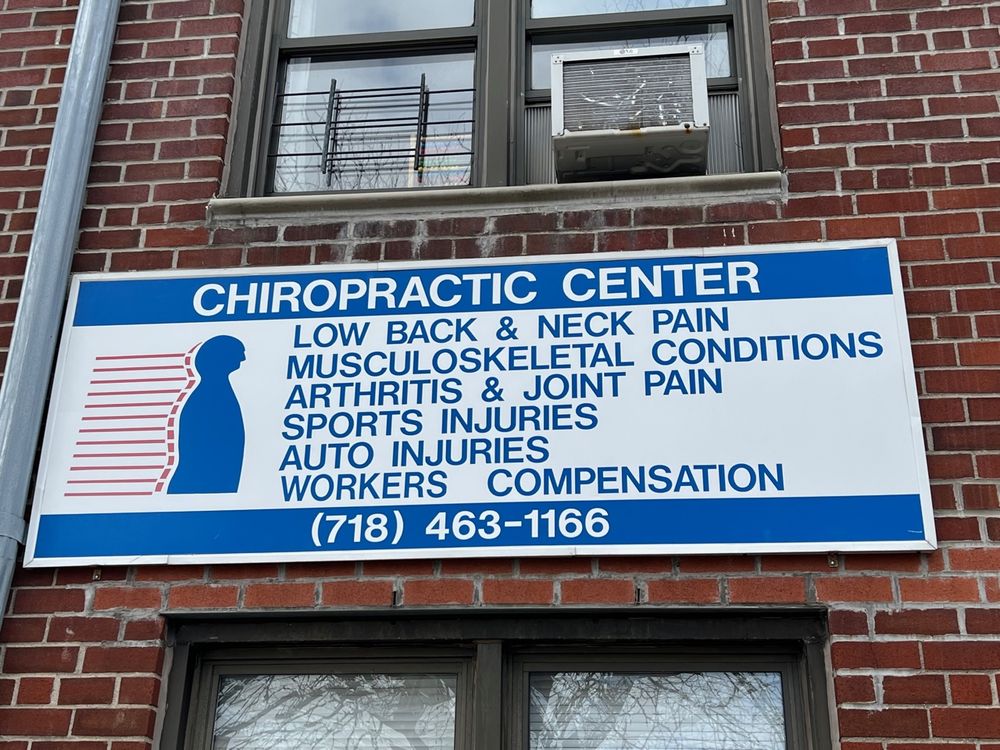 CHIROPRACTIC CENTER
LOW BACK & NECK PAIN
MUSCULOSKELETAL CONDITIONS
ARTHRITIS & JOINT PAIN
SPORTS INJURIES
AUTO INJURIES
WORKERS COMPENSATION
(718) 463-1166